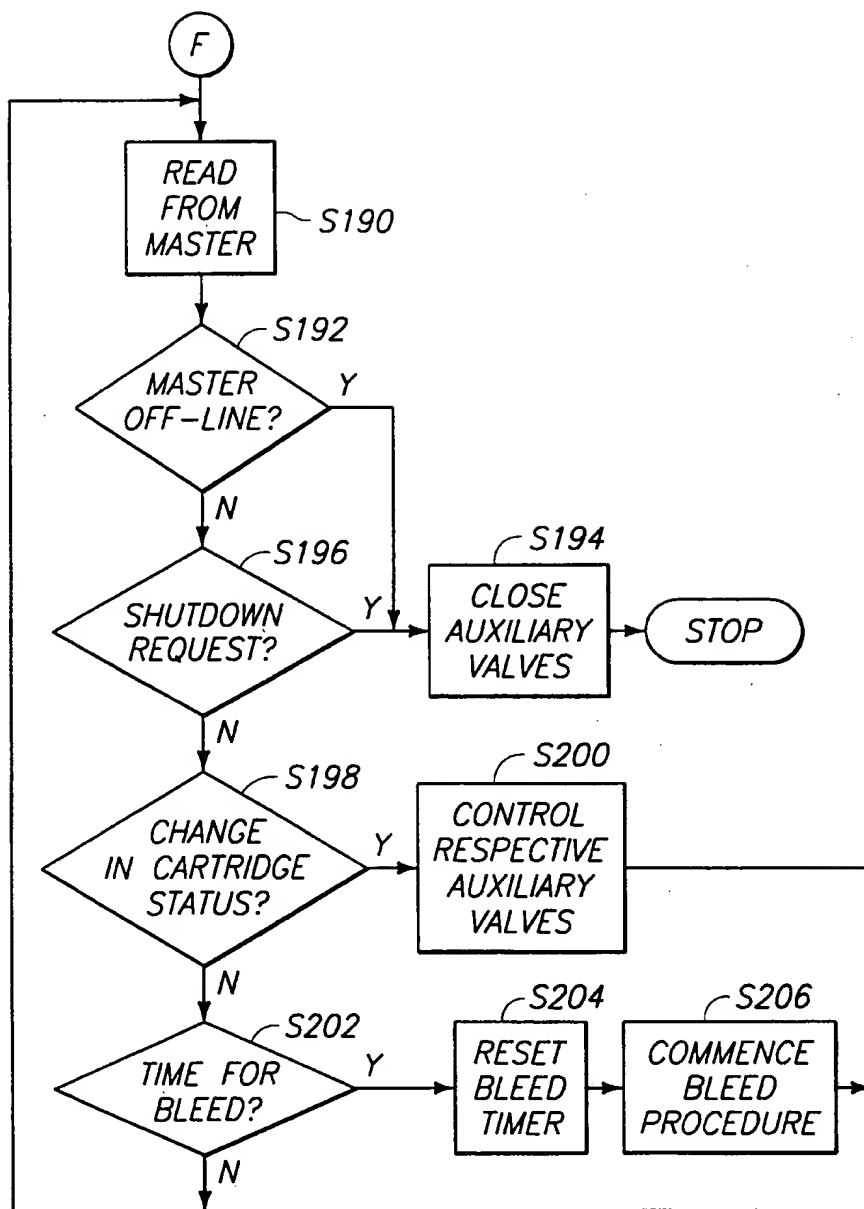 F
READ
FROM
MASTER
S190
S192
MASTER
OFF-LINE?
Y
N
S196
SHUTDOWN
REQUEST?
Y
S194
CLOSE
AUXILIARY
VALVES
STOP
N
S198
CHANGE
IN CARTRIDGE
STATUS?
Y
S200
CONTROL
RESPECTIVE
AUXILIARY
VALVES
N
S202
TIME FOR
BLEED?
Y
S204
RESET
BLEED
TIMER
S206
COMMENCE
BLEED
PROCEDURE
N